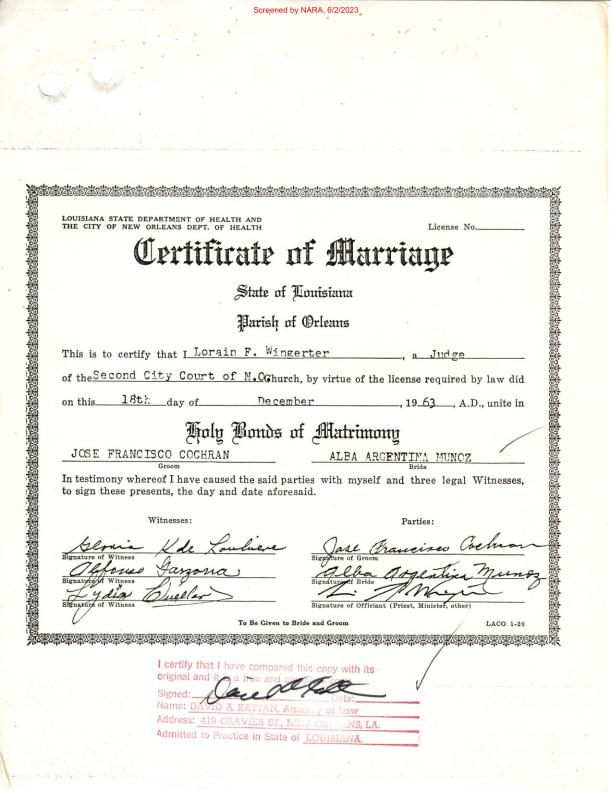 Screened by NARA, 6/2/2023
LOUISIANA STATE DEPARTMENT OF HEALTH AND
THE CITY OF NEW ORLEANS DEPT. OF HEALTH
License No.
Certificate of Marriage
State of Louisiana
Parish of Orleans
This is to certify that I Lorain F. Wingerter, a Judge
of the Second City Court of N.O. Church, by virtue of the license required by law did
on this 18th day of December, 1963, A.D., unite in
Holy Bonds of Matrimony
JOSE FRANCISCO COCHRAN ALBA ARGENTINA MUNOZ
Groom Bride
In testimony whereof I have caused the said parties with myself and three legal Witnesses,
to sign these presents, the day and date aforesaid.
Witnesses: Parties:
Gloria K de Jose Francisco Cochran
Signature of Witness Signature of Groom
Alfonso Alba Argentina Munoz
Signature of Witness Signature of Bride
Lydia
Signature of Witness Signature of Officiant (Priest, Minister, other)
To Be Given to Bride and Groom LACO 1-20
I certify that I have compared this copy with its
original and it is a true and
Signed: Date:
Name: DAVID A. KATTAN, Attorney at Law
Address: 419 GRAVIER ST., NEW ORLEANS, LA.
Admitted to Practice in State of LOUISIANA.